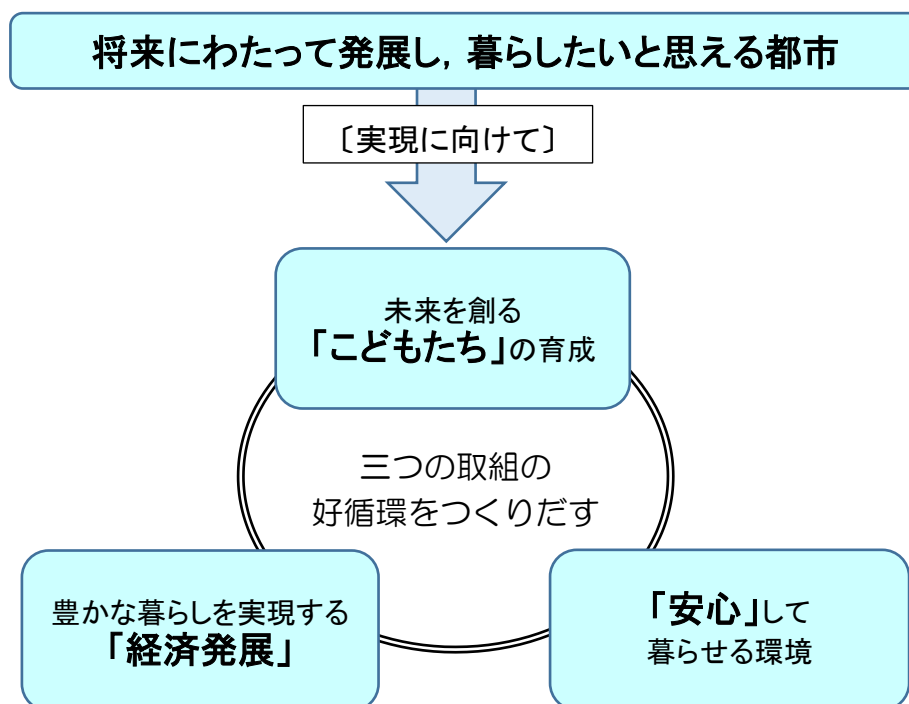 将来にわたって発展し，暮らしたいと思える都市
〔実現に向けて〕
未来を創る
「こどもたち」の育成
三つの取組の
好循環をつくりだす
豊かな暮らしを実現する
「経済発展」
「安心」して
暮らせる環境